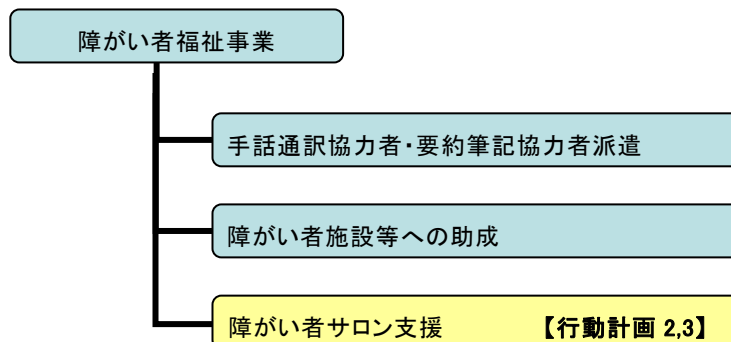 障がい者福祉事業
手話通訳協力者・要約筆記協力者派遣
障がい者施設等への助成
障がい者サロン支援 【行動計画 2,3】